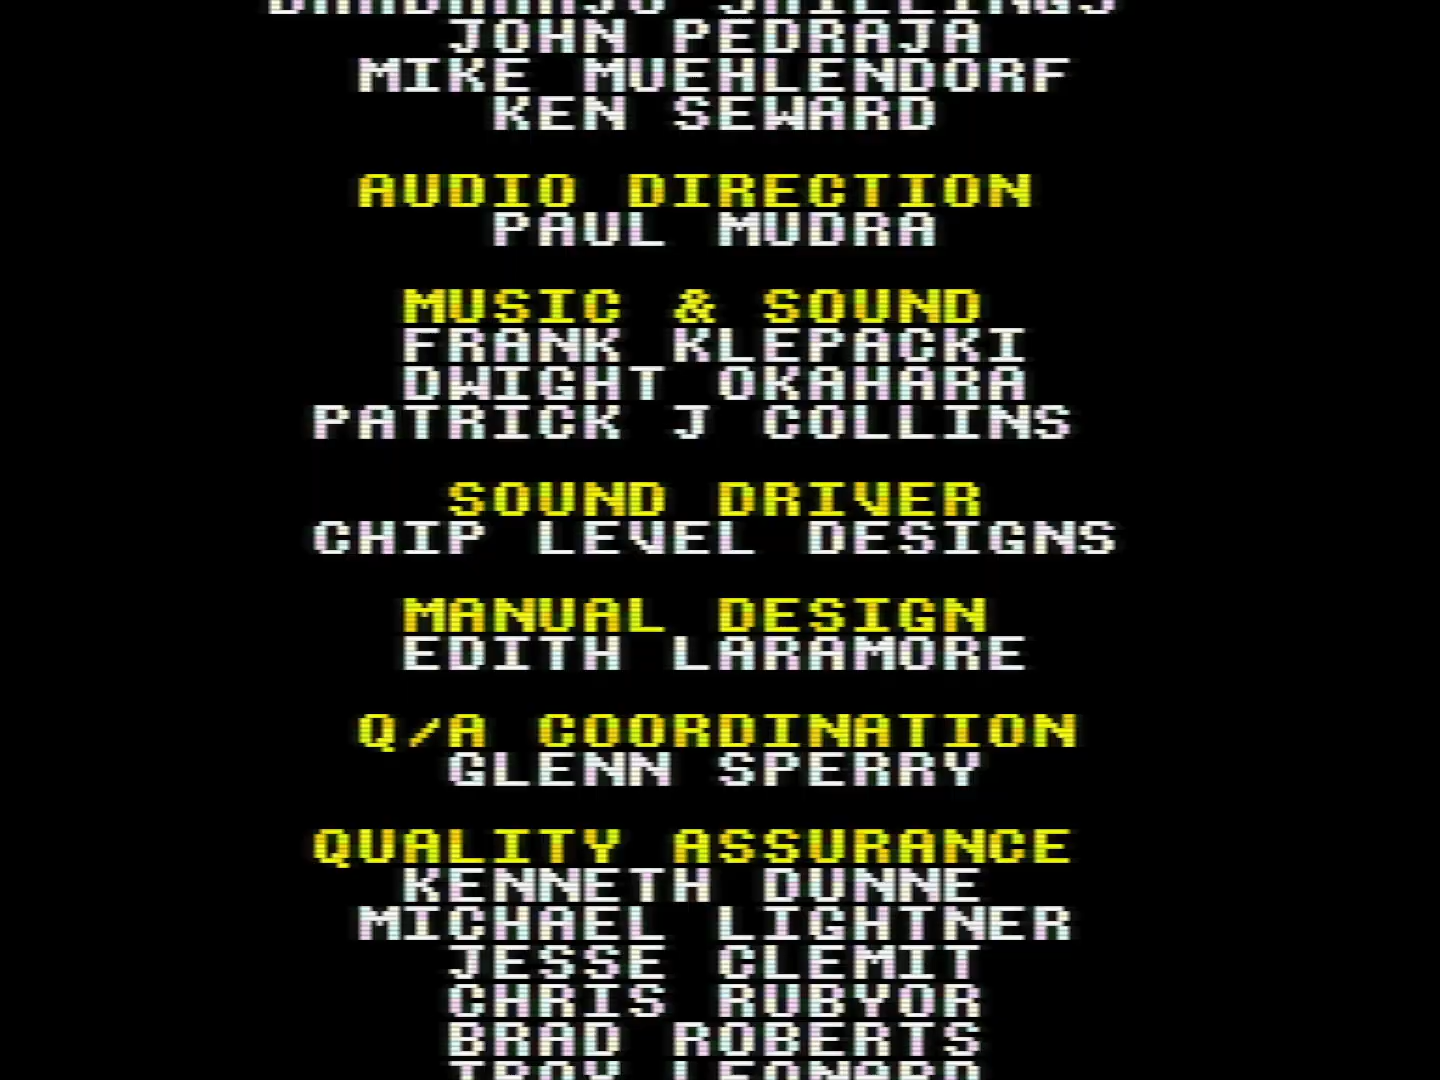 JOHN PEDRAJA
MIKE MUEHLENDORF
KEN SEWARD
AUDIO DIRECTION
PAUL MUDRA
MUSIC & SOUND
FRANK KLEPACKI
DWIGHT OKAHARA
PATRICK J COLLINS
SOUND DRIVER
CHIP LEVEL DESIGNS
MANUAL DESIGN
EDITH LARAMORE
Q/A COORDINATION
GLENN SPERRY
QUALITY ASSURANCE
KENNETH DUNNE
MICHAEL LIGHTNER
JESSE CLEMIT
CHRIS RUBYOR
BRAD ROBERTS
TROY LEONARD